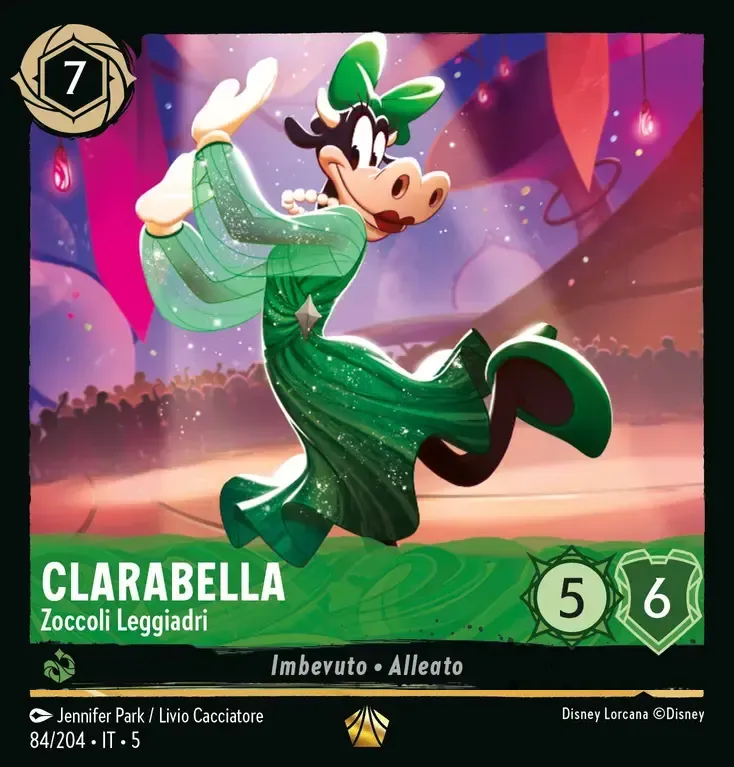 7
CLARABELLA
Zoccoli Leggiadri
5
6
Imbevuto • Alleato
Jennifer Park / Livio Cacciatore
Disney Lorcana ©Disney
84/204 • IT • 5